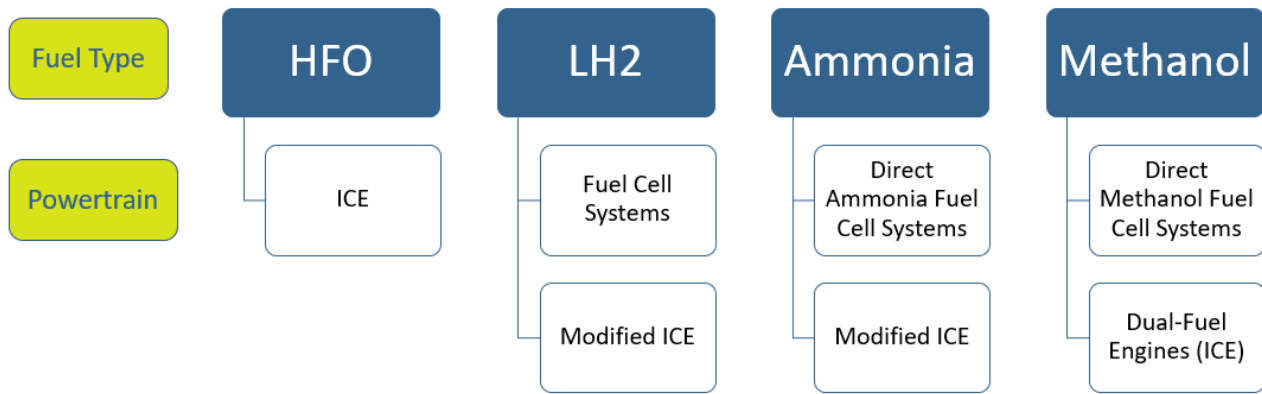 Fuel Type
HFO
LH2
Ammonia
Methanol
Powertrain
ICE
Fuel Cell
Systems
Direct
Ammonia Fuel
Cell Systems
Direct
Methanol Fuel
Cell Systems
Modified ICE
Modified ICE
Dual-Fuel
Engines (ICE)